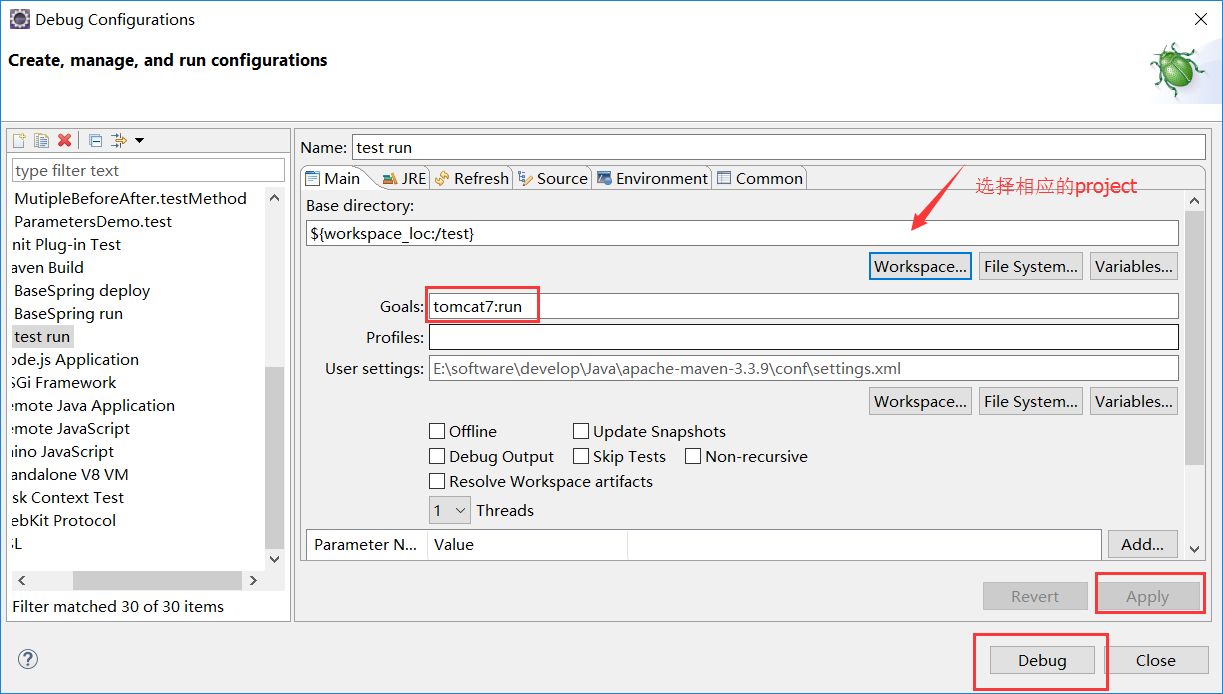 Debug Configurations
Create, manage, and run configurations
type filter text
MutipleBeforeAfter.testMethod
ParametersDemo.test
nit Plug-in Test
aven Build
BaseSpring deploy
BaseSpring run
test run
ode.js Application
SGi Framework
emote Java Application
emote JavaScript
ino JavaScript
andalone V8 VM
sk Context Test
ebKit Protocol
SL
Filter matched 30 of 30 items
Name: test run
Main JRE Refresh Source Environment Common
选择相应的project
Base directory:
${workspace_loc:/test}
Workspace... File System... Variables...
Goals: tomcat7:run
Profiles:
User settings: E:\software\develop\Java\apache-maven-3.3.9\conf\settings.xml
Workspace... File System... Variables...
Offline Update Snapshots
Debug Output Skip Tests Non-recursive
Resolve Workspace artifacts
1 Threads
Parameter N... Value Add...
Revert Apply
? Debug Close